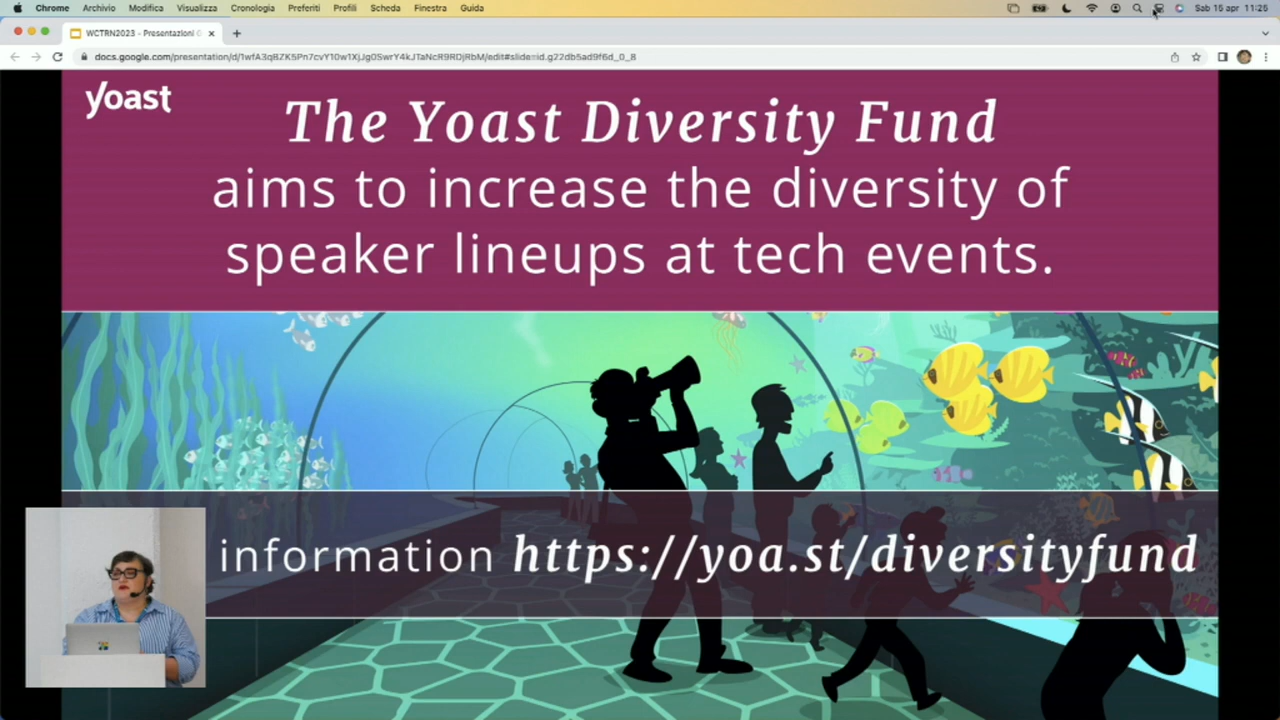 Chrome Archivio Modifica Visualizza Cronologia Preferiti Profili Scheda Finestra Guida Sab 15 apr 11:25
WCTRN2023 - Presentazioni
yoast
The Yoast Diversity Fund
aims to increase the diversity of
speaker lineups at tech events.
information https://yoa.st/diversityfund